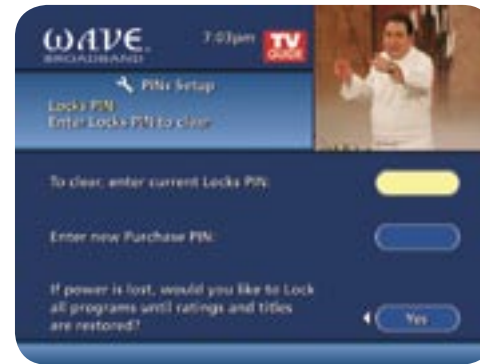 WAVE
BROADBAND
7:03pm
TV
GUIDE
PINs Setup
Locks PIN:
Enter Locks PIN to clear
To clear, enter current Locks PIN:
Enter new Purchase PIN:
If power is lost, would you like to Lock
all programs until ratings and titles
are restored?
Yes